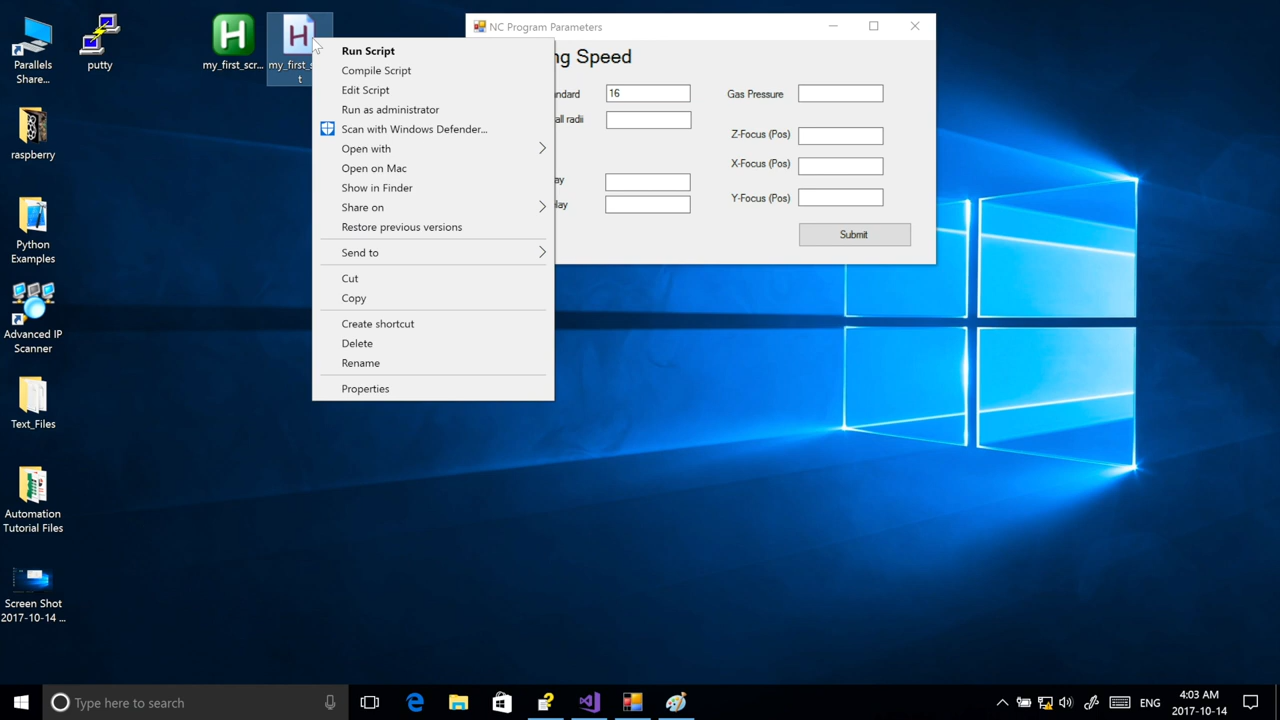 Parallels
Share...
putty
my_first_scr...
my_first_s
t
raspberry
Python
Examples
Advanced IP
Scanner
Text_Files
Automation
Tutorial Files
Screen Shot
2017-10-14 ...
Run Script
Compile Script
Edit Script
Run as administrator
Scan with Windows Defender...
Open with
Open on Mac
Show in Finder
Share on
Restore previous versions
Send to
Cut
Copy
Create shortcut
Delete
Rename
Properties
NC Program Parameters
ng Speed
ndard
16
all radii
ay
lay
Gas Pressure
Z-Focus (Pos)
X-Focus (Pos)
Y-Focus (Pos)
Submit
Type here to search
ENG
4:03 AM
2017-10-14